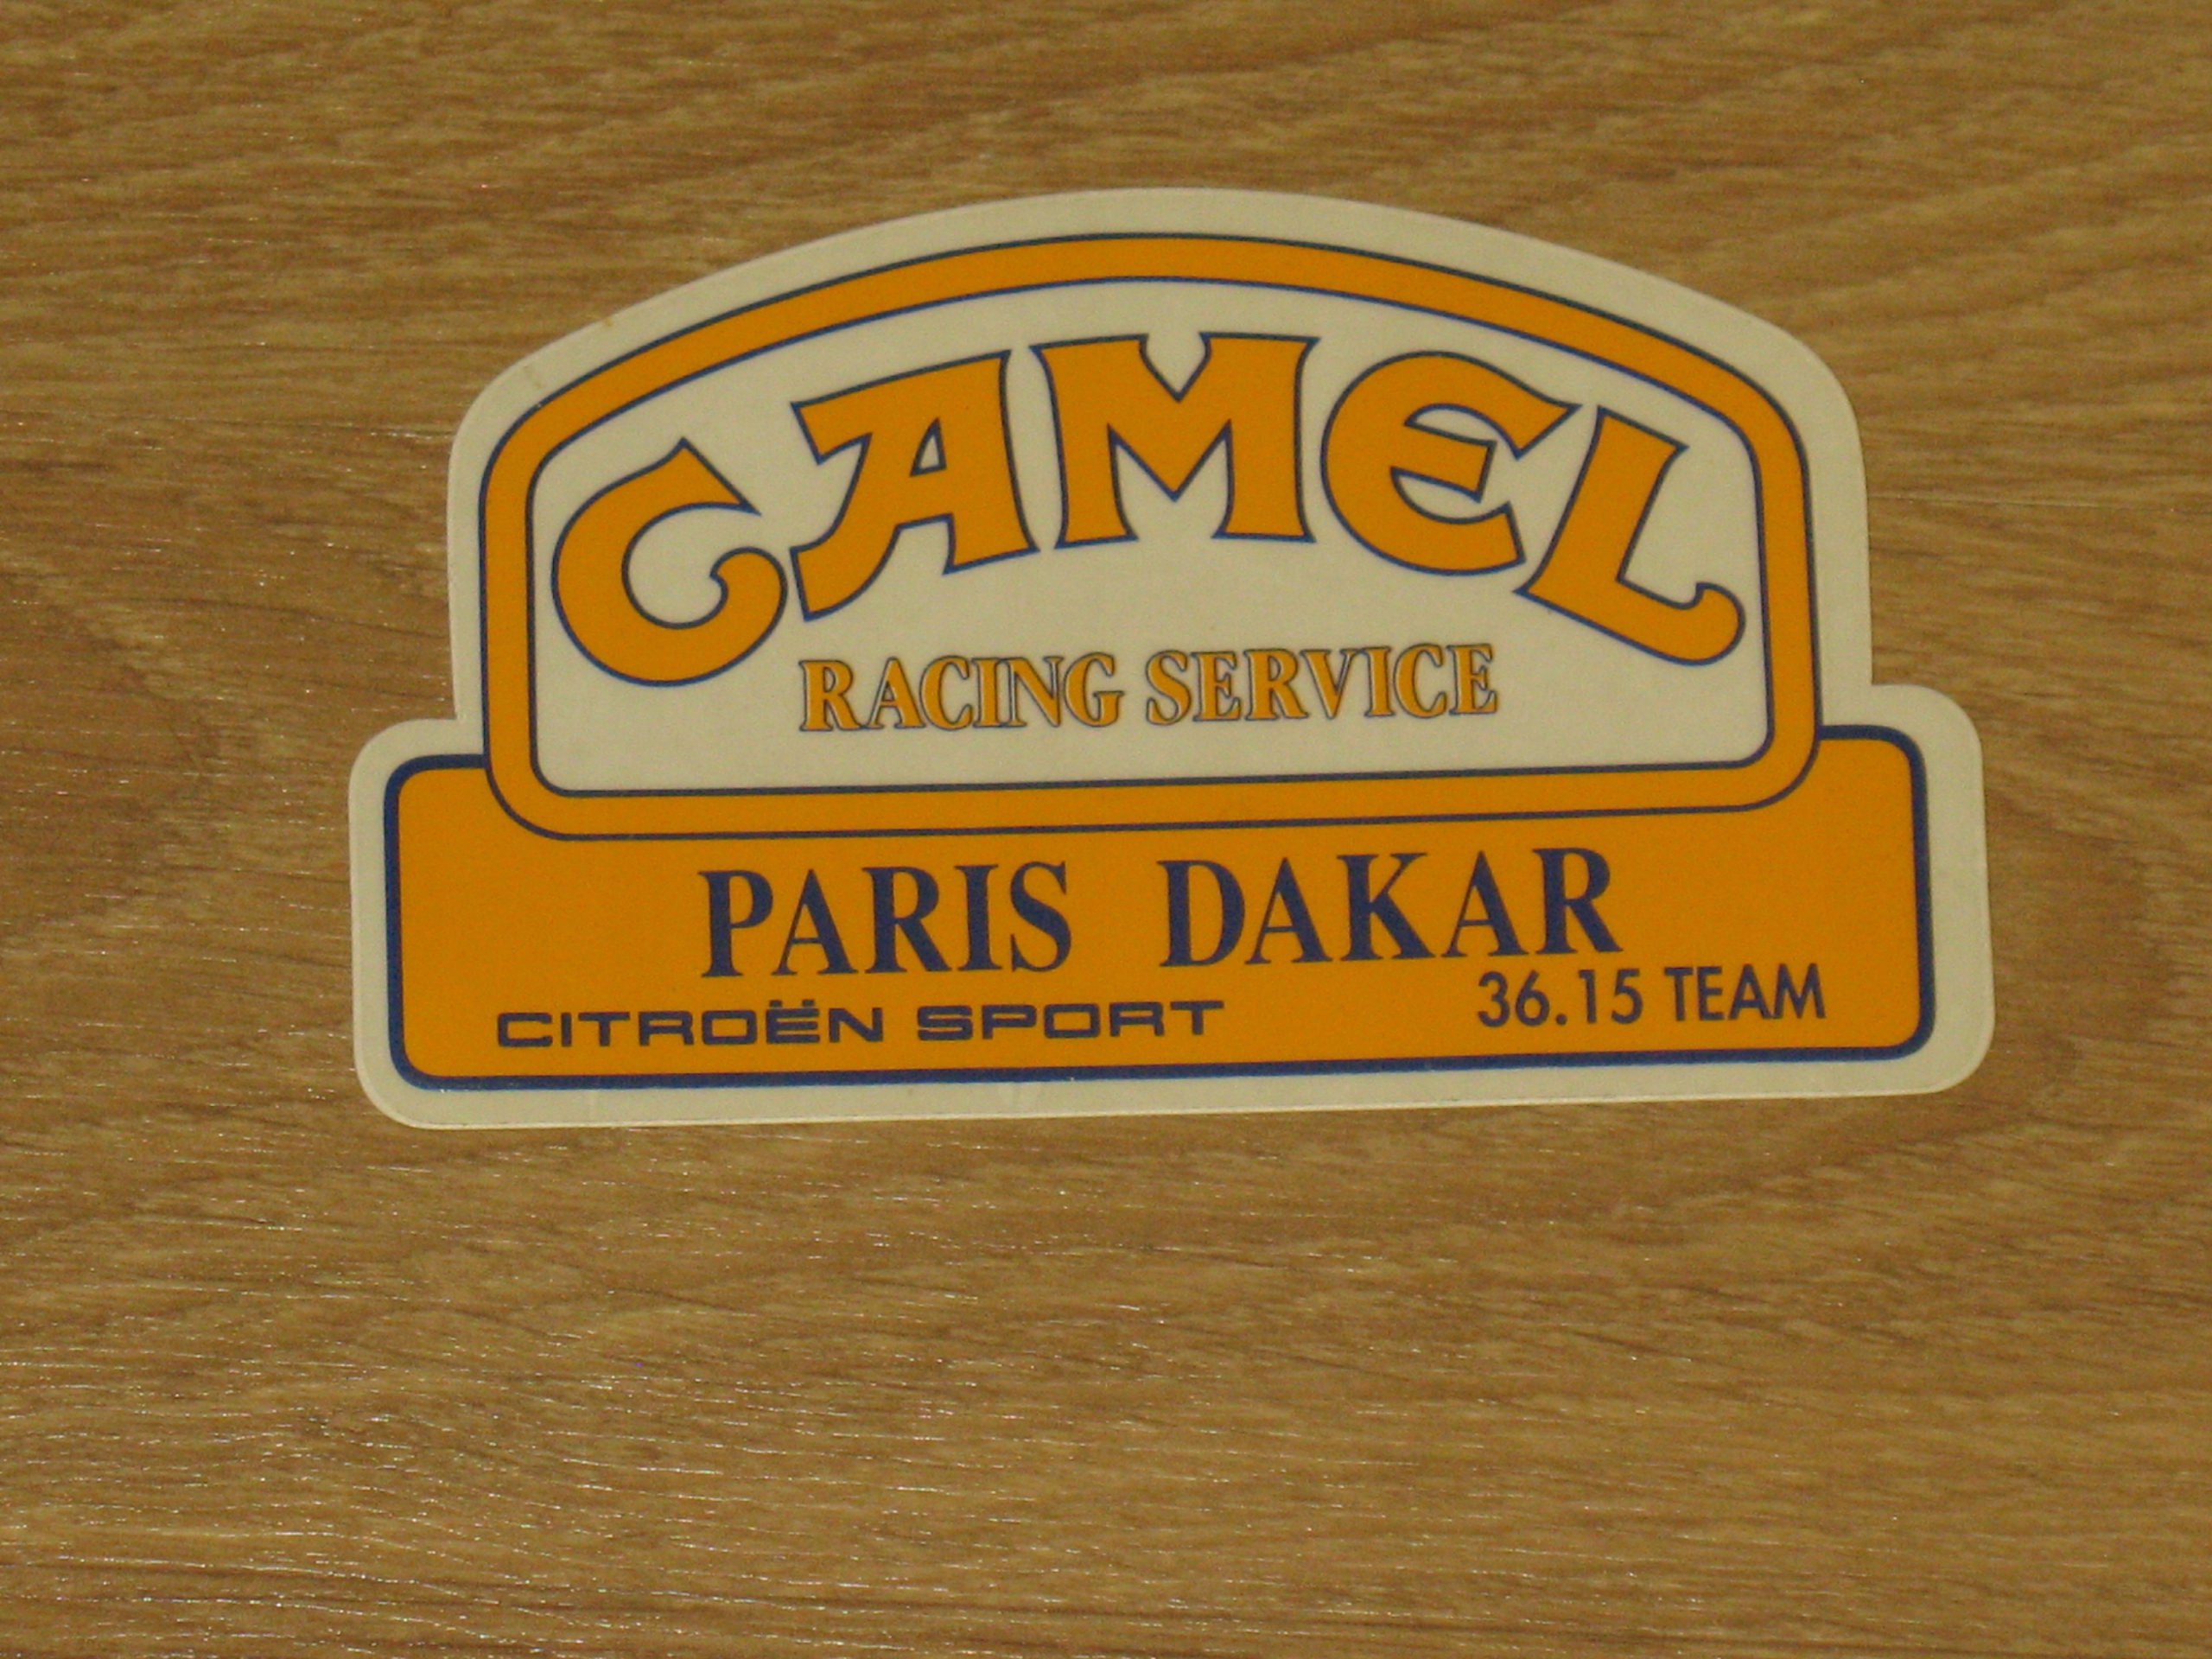 CAMEL
RACING SERVICE
PARIS DAKAR
CITROËN SPORT
36.15 TEAM